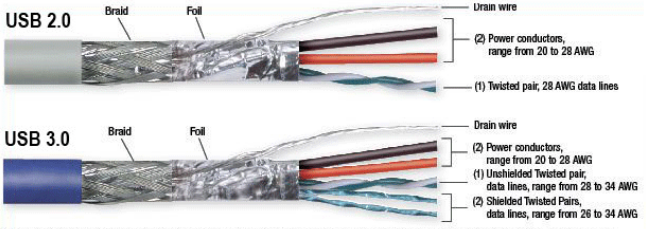 USB 2.0
Braid
Foil
Drain wire
(2) Power conductors,
range from 20 to 28 AWG
(1) Twisted pair, 28 AWG data lines
USB 3.0
Braid
Foil
Drain wire
(2) Power conductors,
range from 20 to 28 AWG
(1) Unshielded Twisted pair,
data lines, range from 28 to 34 AWG
(2) Shielded Twisted Pairs,
data lines, range from 26 to 34 AWG